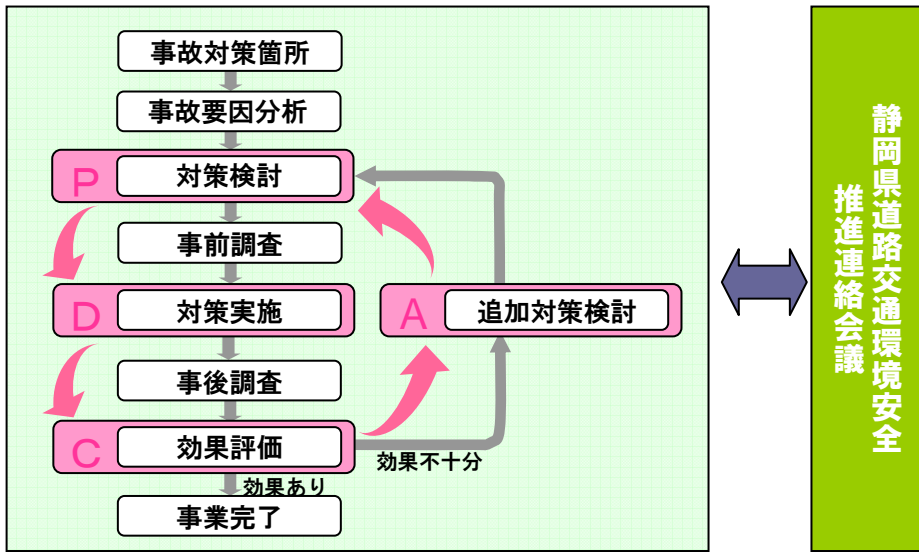 事故対策箇所
事故要因分析
P
対策検討
事前調査
D
対策実施
A
追加対策検討
事後調査
C
効果評価
効果不十分
効果あり
事業完了
静岡県道路交通環境安全
推進連絡会議